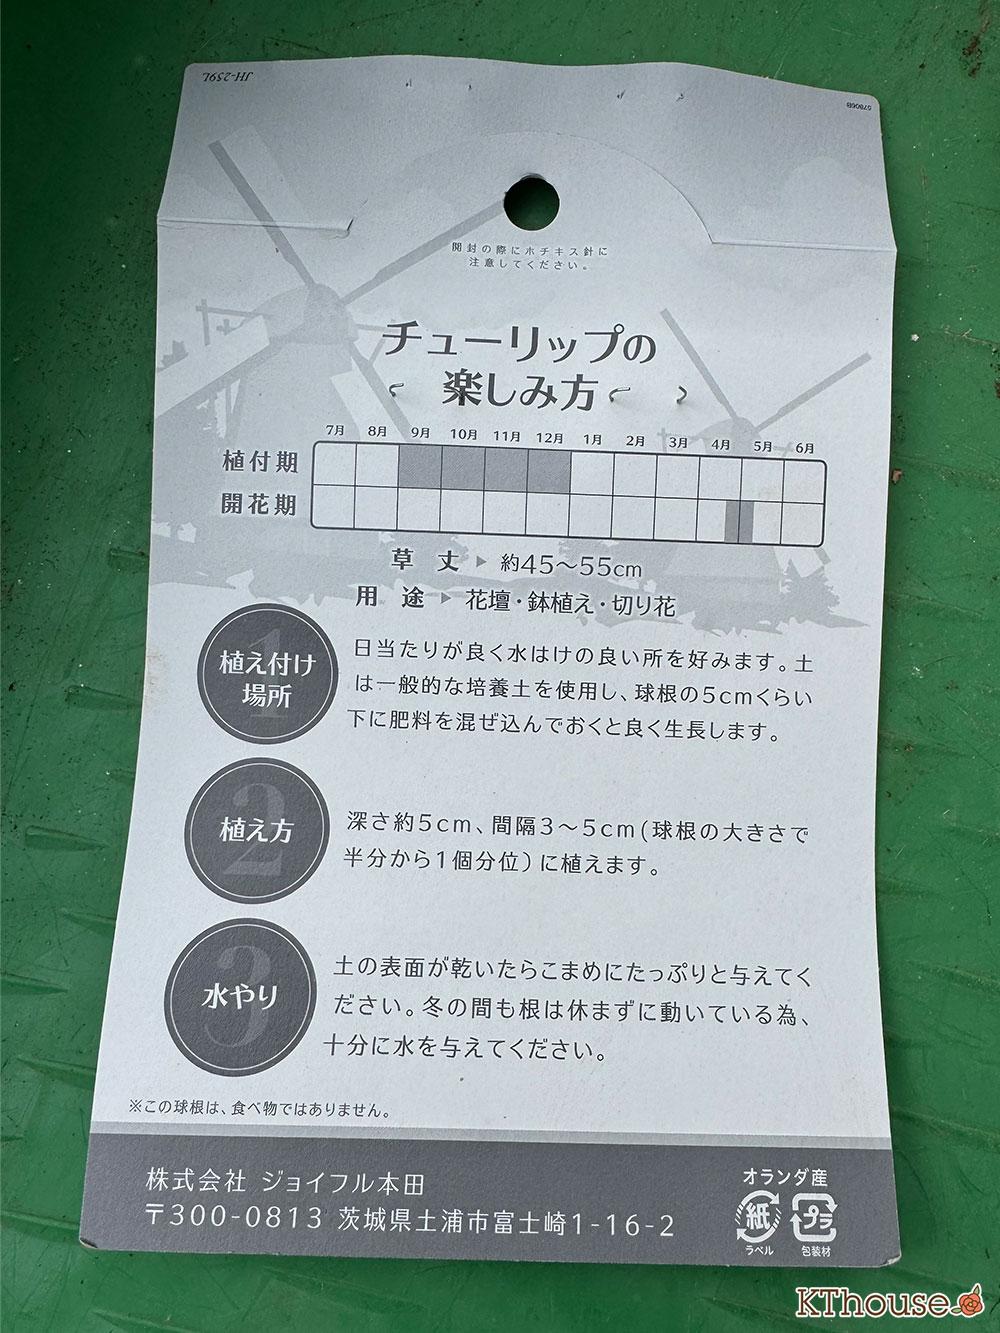 JH-259L
57806B
開封の際にホチキス針に
注意してください。
チューリップの
楽しみ方
7月 8月 9月 10月 11月 12月 1月 2月 3月 4月 5月 6月
植付期
開花期
草丈 ▶ 約45～55cm
用途 ▶ 花壇・鉢植え・切り花
1
植え付け
場所
日当たりが良く水はけの良い所を好みます。土
は一般的な培養土を使用し、球根の5cmくらい
下に肥料を混ぜ込んでおくと良く生長します。
2
植え方
深さ約5cm、間隔3～5cm(球根の大きさで
半分から1個分位)に植えます。
3
水やり
土の表面が乾いたらこまめにたっぷりと与えてく
ださい。冬の間も根は休まずに動いている為、
十分に水を与えてください。
※この球根は、食べ物ではありません。
株式会社 ジョイフル本田
〒300-0813 茨城県土浦市富士崎1-16-2
オランダ産
紙 プラ
ラベル 包装材
KThouse